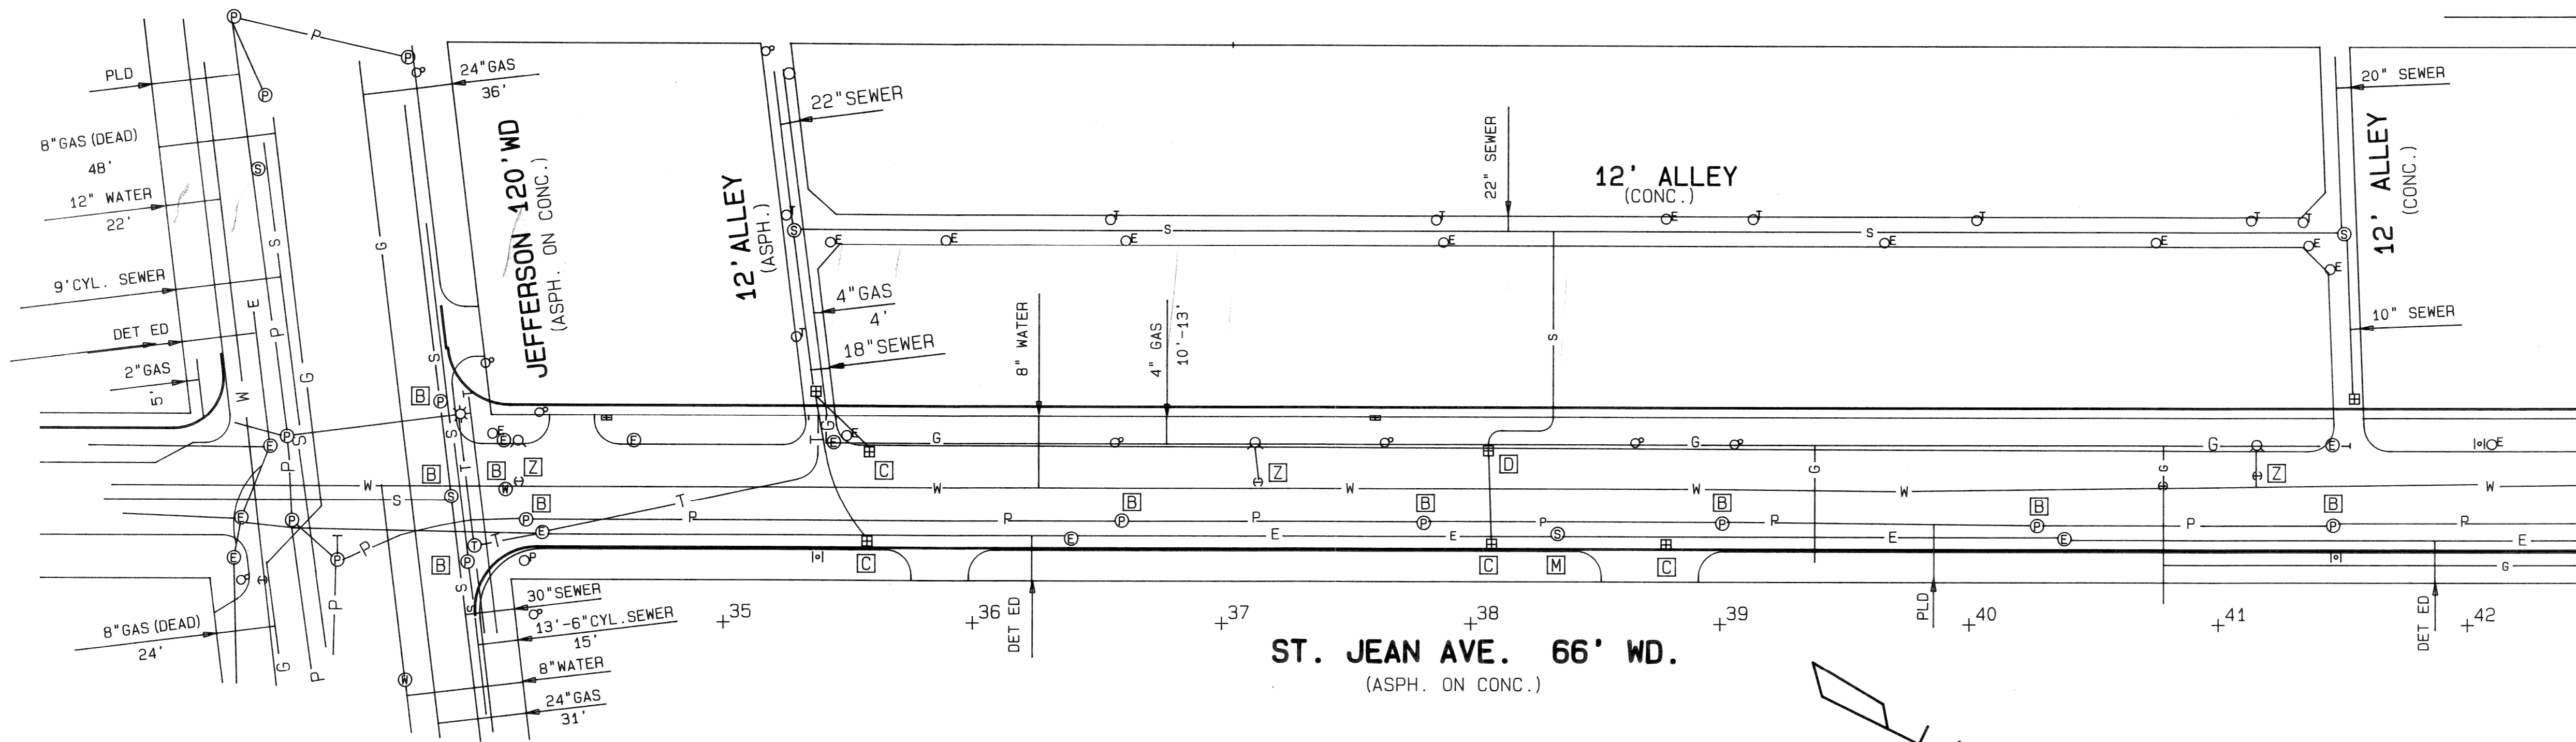 PLD
8"GAS (DEAD)
48'
12" WATER
22'
9'CYL. SEWER
DET ED
2"GAS
5'
8"GAS (DEAD)
24'
24"GAS
36'
JEFFERSON 120'WD
(ASPH. ON CONC.)
12'ALLEY
(ASPH.)
22"SEWER
4"GAS
4'
18"SEWER
8" WATER
4" GAS
10'-13'
22" SEWER
12' ALLEY
(CONC.)
20" SEWER
12' ALLEY
(CONC.)
10" SEWER
30"SEWER
13'-6"CYL.SEWER
15'
8"WATER
24"GAS
31'
B
B
B
Z
B
B
C
C
Z
B
B
D
C
M
C
B
B
Z
B
P
P
P
P
S
G
W
E
S
P
G
S
S
T
G
W
W
W
W
W
W
S
P
P
P
P
P
P
P
E
E
E
E
G
G
G
G
G
G
S
S
S
T
T
+35
+36
+37
+38
+39
+40
+41
+42
DET ED
PLD
DET ED
ST. JEAN AVE. 66' WD.
(ASPH. ON CONC.)